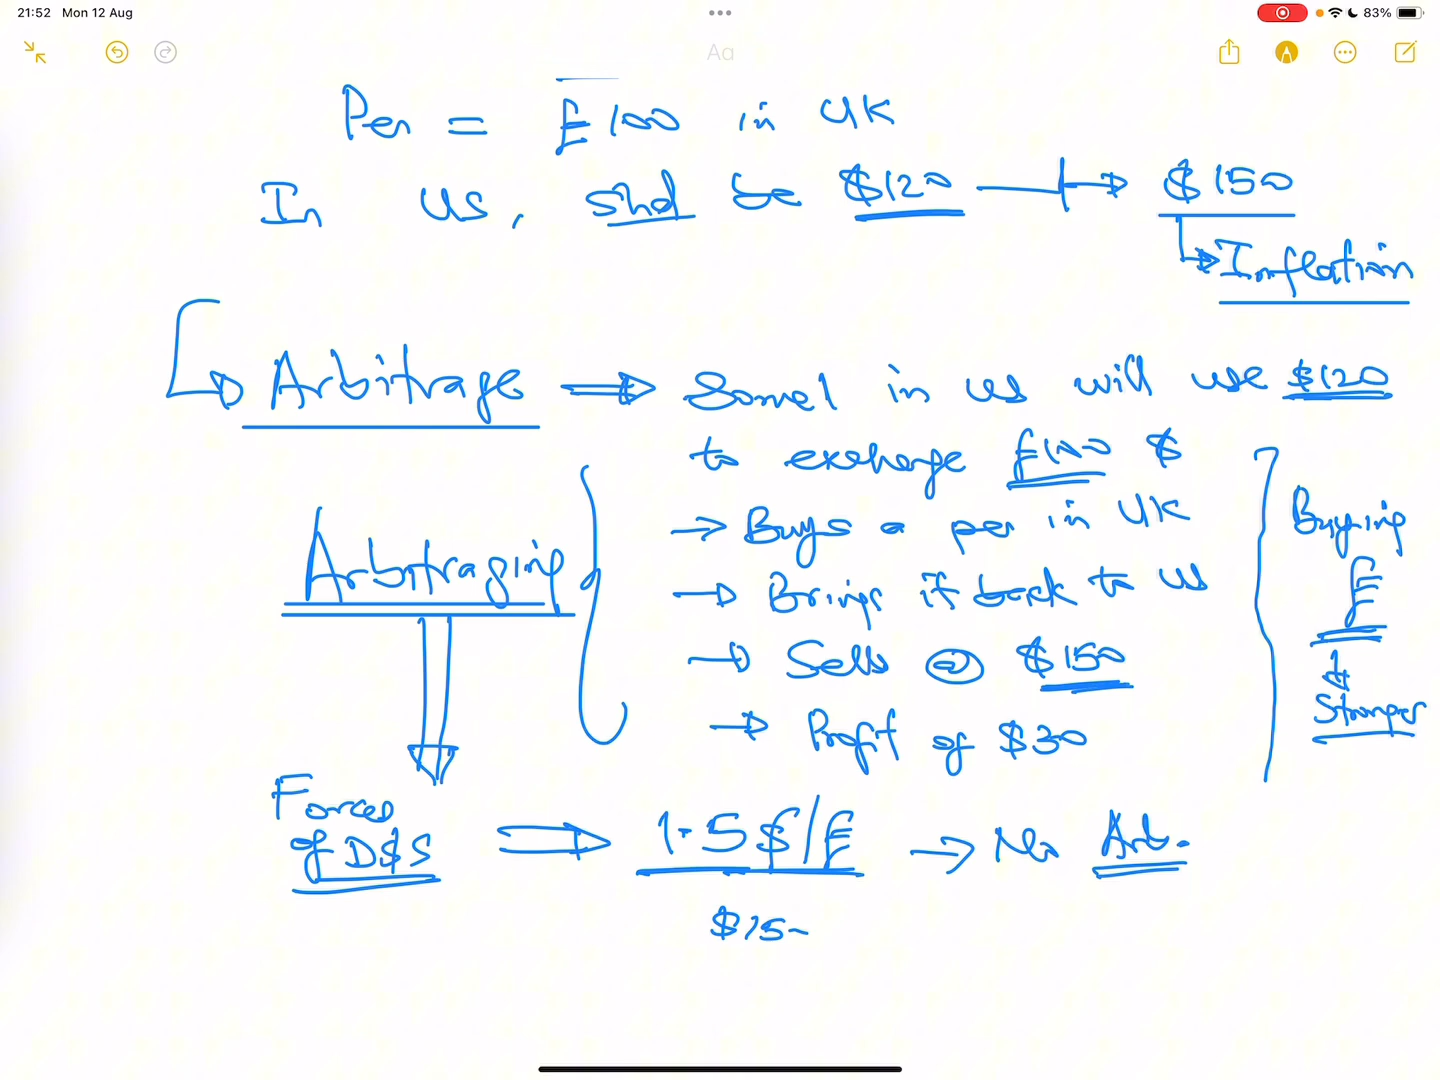 21:52 Mon 12 Aug
83%
Aa
Pen = £100 in UK
In US, shd be $120 → $150
→ Inflation
→ Arbitrage ⇒ Some1 in US will use $120
to exchange £100 $
→ Buys a pen in UK
→ Brings it back to US
→ Sells @ $150
→ Profit of $30
Arbitraging
Buying
£
↓
Stronger
Forces
of D$S ⇒ 1.5 $/£ → No Arb.
$150